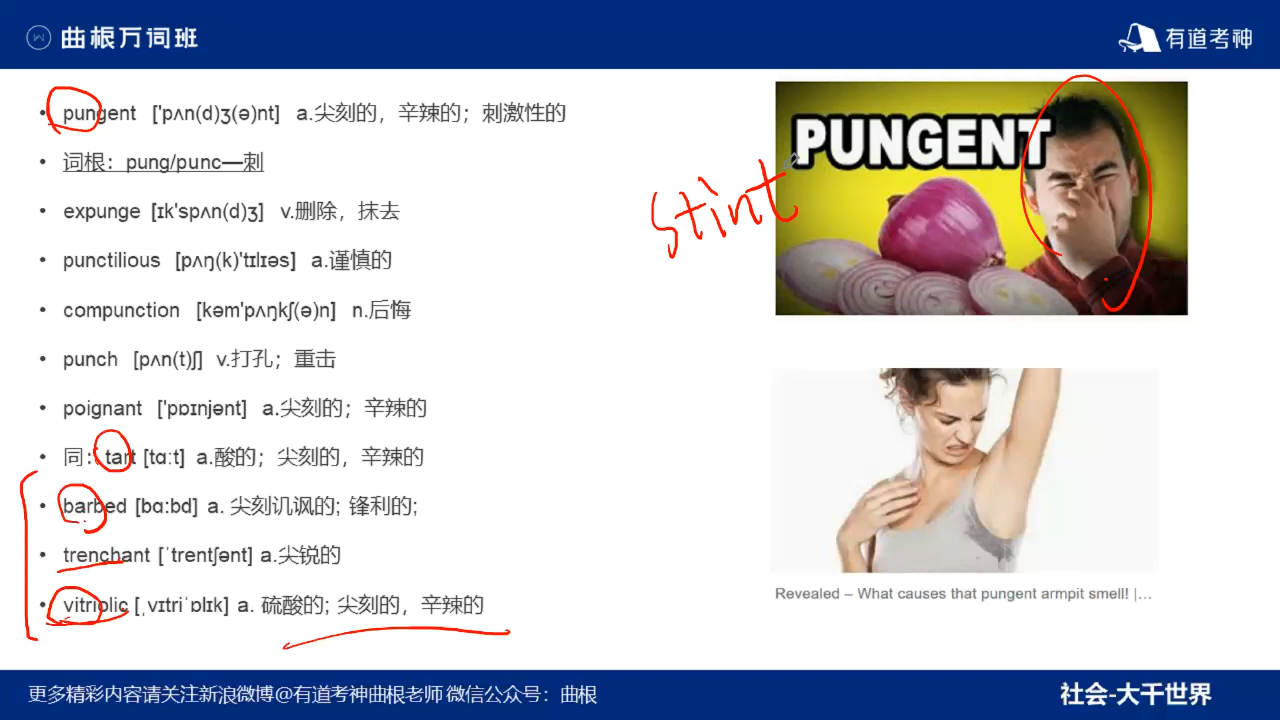 曲根万词班
有道考神
• pungent ['pʌn(d)ʒ(ə)nt] a.尖刻的，辛辣的；刺激性的
• 词根：pung/punc—刺
• expunge [ɪk'spʌn(d)ʒ] v.删除，抹去
• punctilious [pʌŋ(k)'tɪlɪəs] a.谨慎的
• compunction [kəm'pʌŋkʃ(ə)n] n.后悔
• punch [pʌn(t)ʃ] v.打孔；重击
• poignant ['pɒɪnjənt] a.尖刻的；辛辣的
• 同：tart [tɑːt] a.酸的；尖刻的，辛辣的
• barbed [bɑːbd] a. 尖刻讥讽的; 锋利的;
• trenchant [ˈtrentʃənt] a.尖锐的
• vitriolic [ˌvɪtriˈɒlɪk] a. 硫酸的; 尖刻的，辛辣的
PUNGENT
stint
Revealed – What causes that pungent armpit smell! |...
更多精彩内容请关注新浪微博@有道考神曲根老师 微信公众号：曲根
社会-大千世界